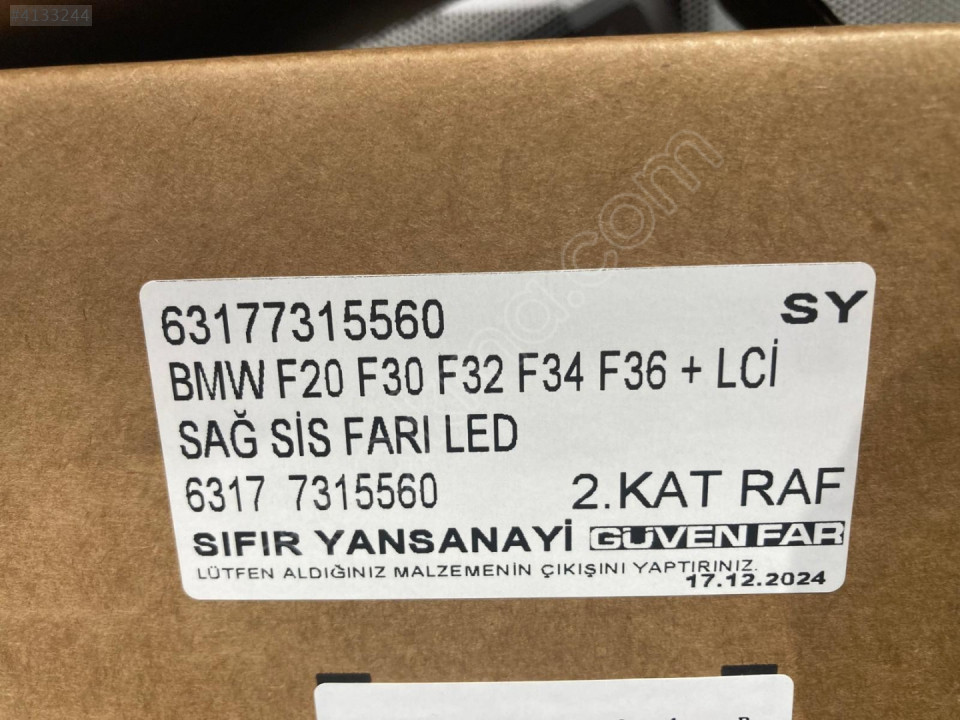 #4133244
63177315560
SY
BMW F20 F30 F32 F34 F36 + LCİ
SAĞ SİS FARI LED
6317 7315560
2.KAT RAF
SIFIR YANSANAYİ GÜVEN FAR
LÜTFEN ALDIĞINIZ MALZEMENİN ÇIKIŞINI YAPTIRINIZ.
17.12.2024